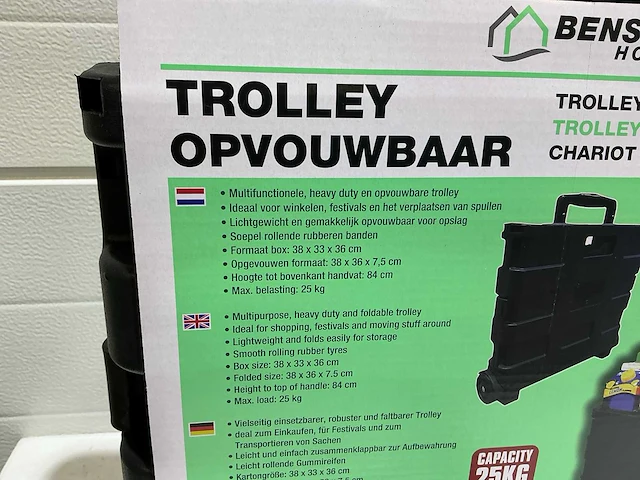 BENS
HO
TROLLEY
OPVOUWBAAR
TROLLEY
TROLLEY
CHARIOT
• Multifunctionele, heavy duty en opvouwbare trolley
• Ideaal voor winkelen, festivals en het verplaatsen van spullen
• Lichtgewicht en gemakkelijk opvouwbaar voor opslag
• Soepel rollende rubberen banden
• Formaat box: 38 x 33 x 36 cm
• Opgevouwen formaat: 38 x 36 x 7,5 cm
• Hoogte tot bovenkant handvat: 84 cm
• Max. belasting: 25 kg
• Multipurpose, heavy duty and foldable trolley
• Ideal for shopping, festivals and moving stuff around
• Lightweight and folds easily for storage
• Smooth rolling rubber tyres
• Box size: 38 x 33 x 36 cm
• Folded size: 38 x 36 x 7.5 cm
• Height to top of handle: 84 cm
• Max. load: 25 kg
• Vielseitig einsetzbarer, robuster und faltbarer Trolley
• deal zum Einkaufen, für Festivals und zum
Transportieren von Sachen
• Leicht und einfach zusammenklappbar zur Aufbewahrung
• Leicht rollende Gummireifen
• Kartongröße: 38 x 33 x 36 cm
CAPACITY
25KG